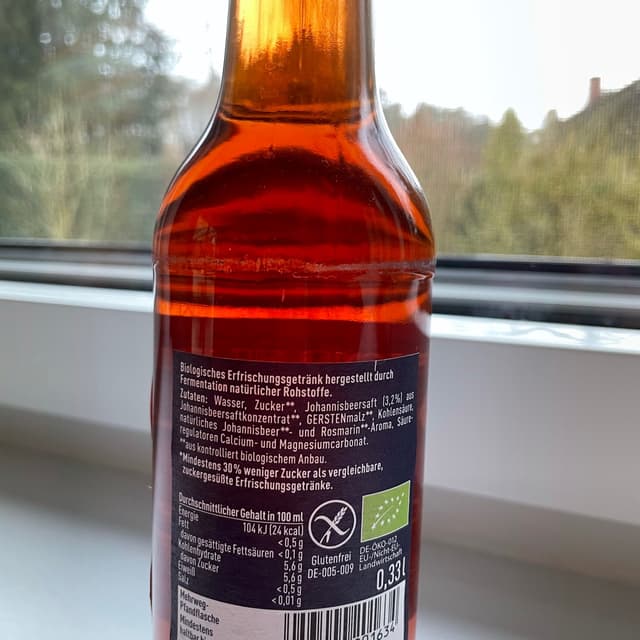 Biologisches Erfrischungsgetränk hergestellt durch
Fermentation natürlicher Rohstoffe.
Zutaten: Wasser, Zucker**, Johannisbeersaft (3,2%) aus
Johannisbeersaftkonzentrat**, GERSTENmalz**, Kohlensäure,
natürliches Johannisbeer**- und Rosmarin**-Aroma, Säure-
regulatoren Calcium- und Magnesiumcarbonat.
**aus kontrolliert biologischem Anbau.
*Mindestens 30% weniger Zucker als vergleichbare,
zuckergesüßte Erfrischungsgetränke.
Durchschnittlicher Gehalt in 100 ml
Energie 104 kJ (24 kcal)
Fett < 0,5 g
davon gesättigte Fettsäuren < 0,1 g
Kohlenhydrate 5,6 g
davon Zucker 5,6 g
Eiweiß < 0,5 g
Salz < 0,01 g
Glutenfrei
DE-005-009
DE-ÖKO-012
EU-/Nicht-EU-
Landwirtschaft
0,33 l
Mehrweg-
Pfandflasche
Mindestens
haltbar bis